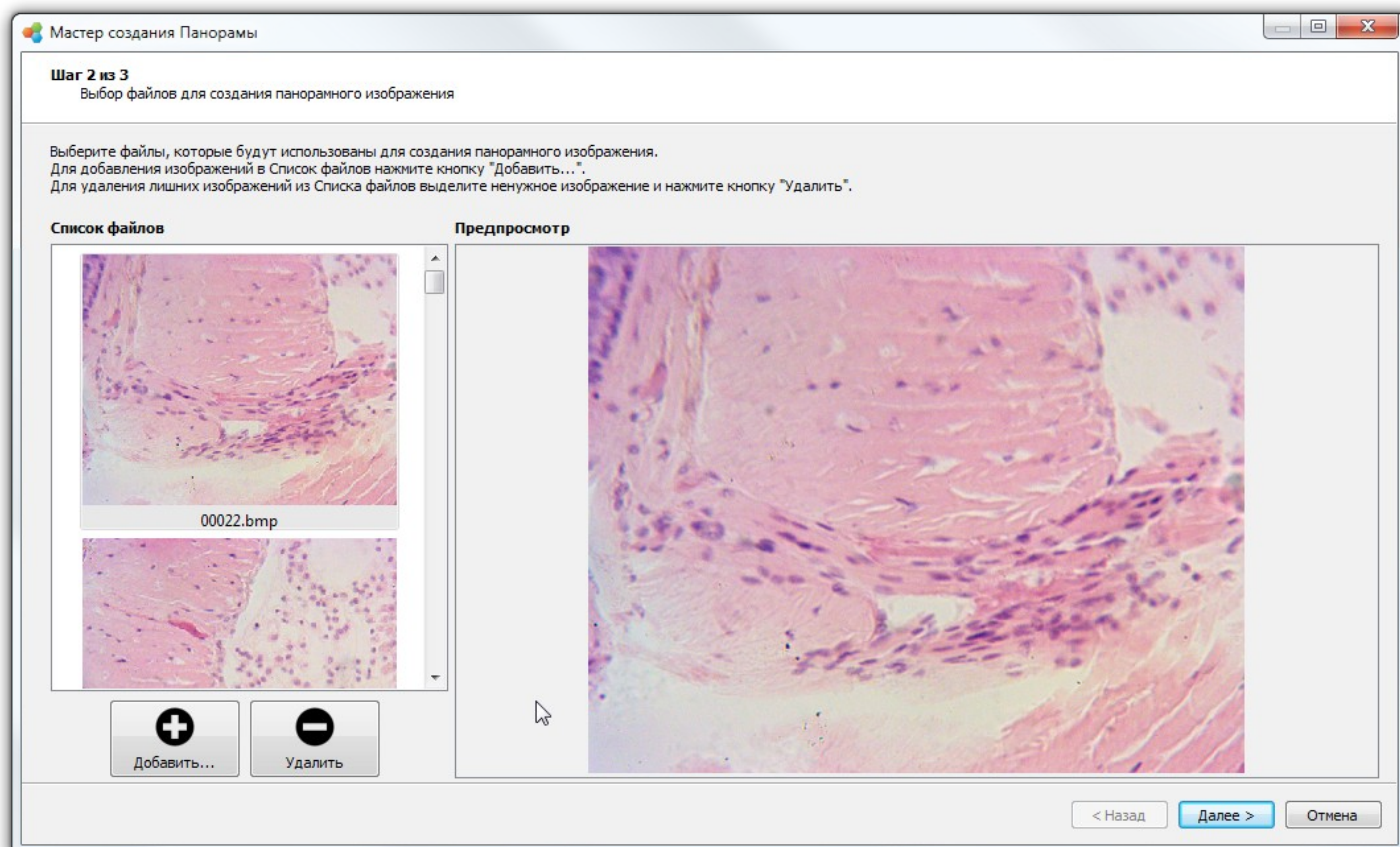 Мастер создания Панорамы
Шаг 2 из 3
Выбор файлов для создания панорамного изображения
Выберите файлы, которые будут использованы для создания панорамного изображения.
Для добавления изображений в Список файлов нажмите кнопку "Добавить...".
Для удаления лишних изображений из Списка файлов выделите ненужное изображение и нажмите кнопку "Удалить".
Список файлов
Предпросмотр
00022.bmp
Добавить...
Удалить
< Назад
Далее >
Отмена